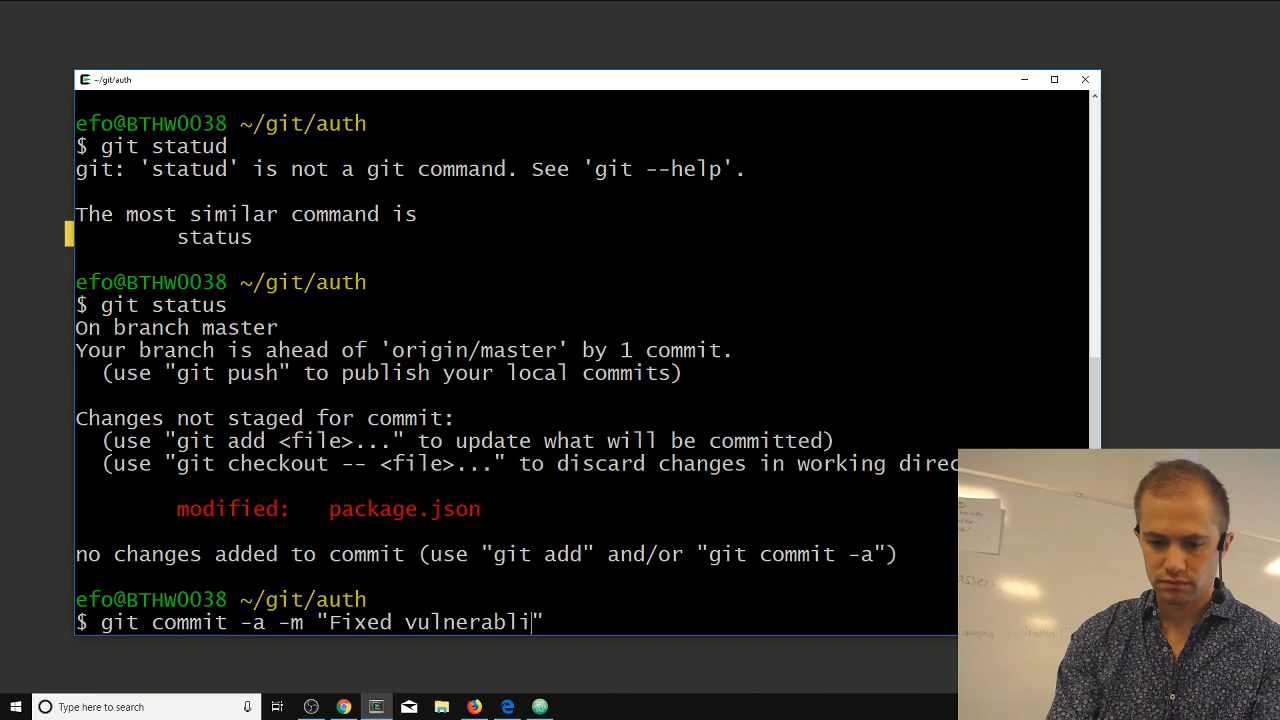 ~/git/auth
efo@BTHW0038 ~/git/auth
$ git statud
git: 'statud' is not a git command. See 'git --help'.
The most similar command is
status
efo@BTHW0038 ~/git/auth
$ git status
On branch master
Your branch is ahead of 'origin/master' by 1 commit.
(use "git push" to publish your local commits)
Changes not staged for commit:
(use "git add <file>..." to update what will be committed)
(use "git checkout -- <file>..." to discard changes in working direc
modified: package.json
no changes added to commit (use "git add" and/or "git commit -a")
efo@BTHW0038 ~/git/auth
$ git commit -a -m "Fixed vulnerabli"
Type here to search